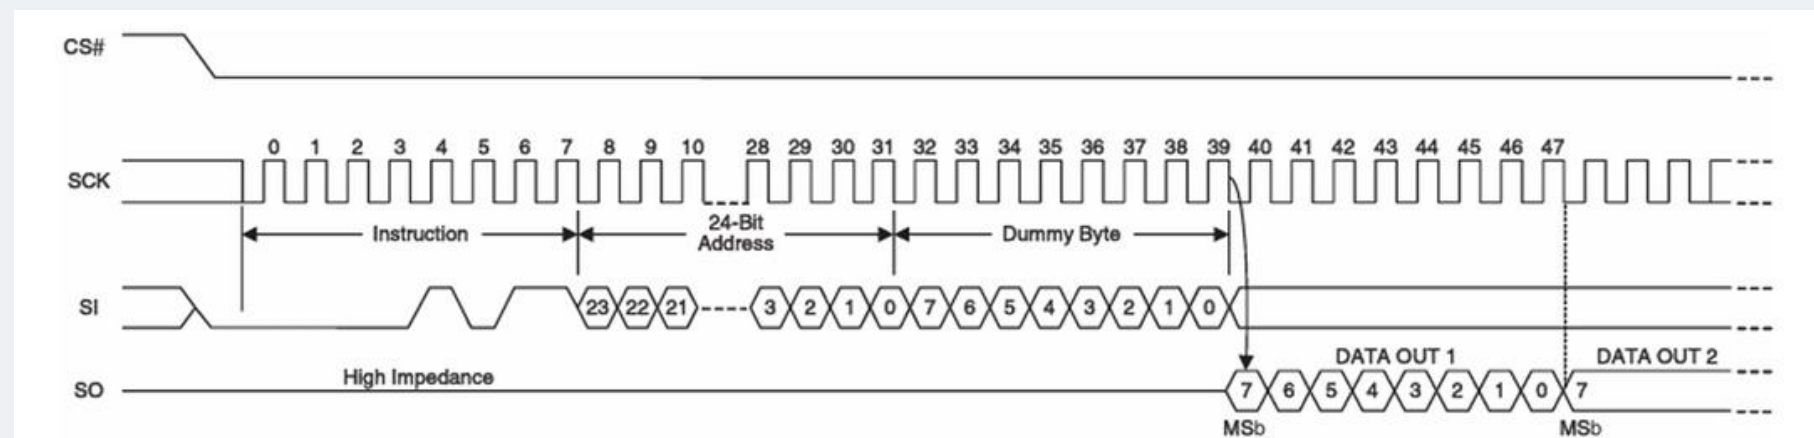 CS#
0 1 2 3 4 5 6 7 8 9 10 28 29 30 31 32 33 34 35 36 37 38 39 40 41 42 43 44 45 46 47
SCK
Instruction 24-Bit Address Dummy Byte
SI 23 22 21 3 2 1 0 7 6 5 4 3 2 1 0
DATA OUT 1 DATA OUT 2
High Impedance
SO 7 6 5 4 3 2 1 0 7
MSb MSb